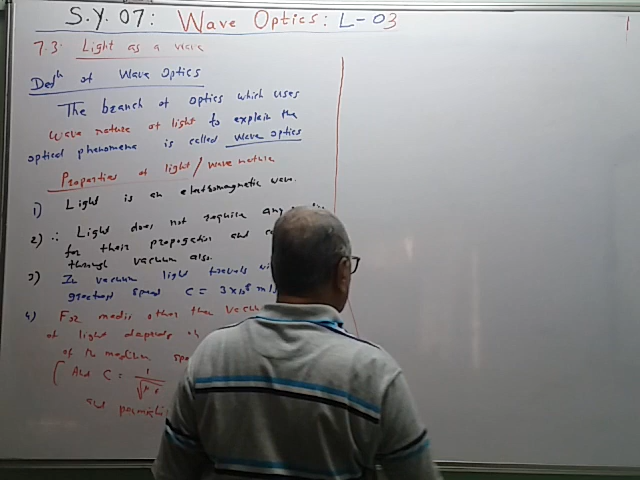 S.Y. 07: Wave Optics: L-03
7.3. Light as a wave
Defn of Wave Optics
The branch of optics which uses
wave nature of light to explain the
optical phenomena is called wave optics
Properties of light / wave nature
1) Light is an electromagnetic wave.
2) ∴ Light does not require any
for their propagation and
through vacuum also.
3) In vacuum light travels
greatest speed C = 3×10⁸ m/s
4) For media other than
of light depends
of the medium
( And C = 1/√
and